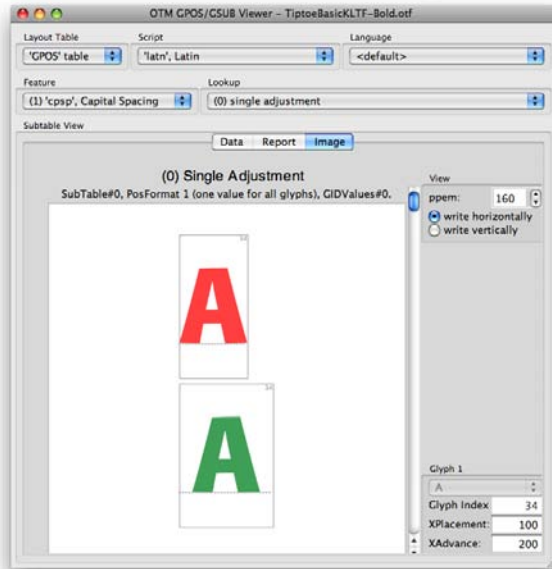 OTM GPOS/GSUB Viewer – TiptoeBasicKLTF-Bold.otf
Layout Table Script Language
'GPOS' table 'latn', Latin <default>
Feature Lookup
(1) 'cpsp', Capital Spacing (0) single adjustment
Subtable View
Data Report Image
(0) Single Adjustment
SubTable#0, PosFormat 1 (one value for all glyphs), GIDValues#0.
View
ppem: 160
write horizontally
write vertically
34
A
34
A
Glyph 1
A
Glyph Index 34
XPlacement: 100
XAdvance: 200